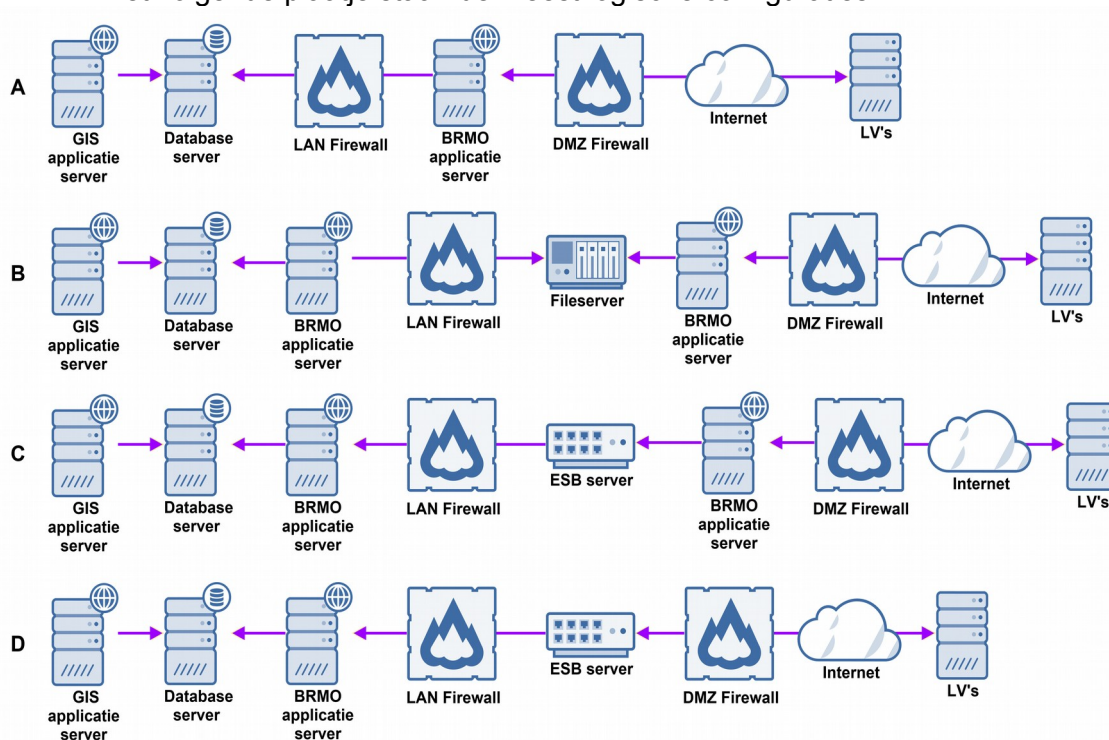 A
GIS
applicatie
server
Database
server
LAN Firewall
BRMO
applicatie
server
DMZ Firewall
Internet
LV's
B
GIS
applicatie
server
Database
server
BRMO
applicatie
server
LAN Firewall
Fileserver
BRMO
applicatie
server
DMZ Firewall
Internet
LV's
C
GIS
applicatie
server
Database
server
BRMO
applicatie
server
LAN Firewall
ESB server
BRMO
applicatie
server
DMZ Firewall
Internet
LV's
D
GIS
applicatie
server
Database
server
BRMO
applicatie
server
LAN Firewall
ESB server
DMZ Firewall
Internet
LV's